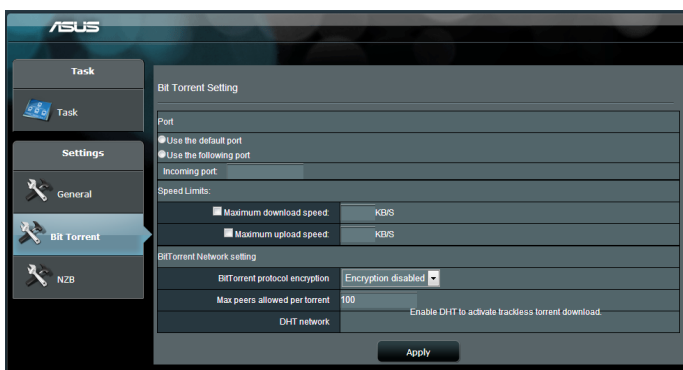 ASUS
Task
Task
Settings
General
Bit Torrent
NZB
Bit Torrent Setting
Port
Use the default port
Use the following port
Incoming port:
Speed Limits:
Maximum download speed: KB/S
Maximum upload speed: KB/S
BitTorrent Network setting
BitTorrent protocol encryption Encryption disabled
Max peers allowed per torrent 100
DHT network Enable DHT to activate trackless torrent download.
Apply